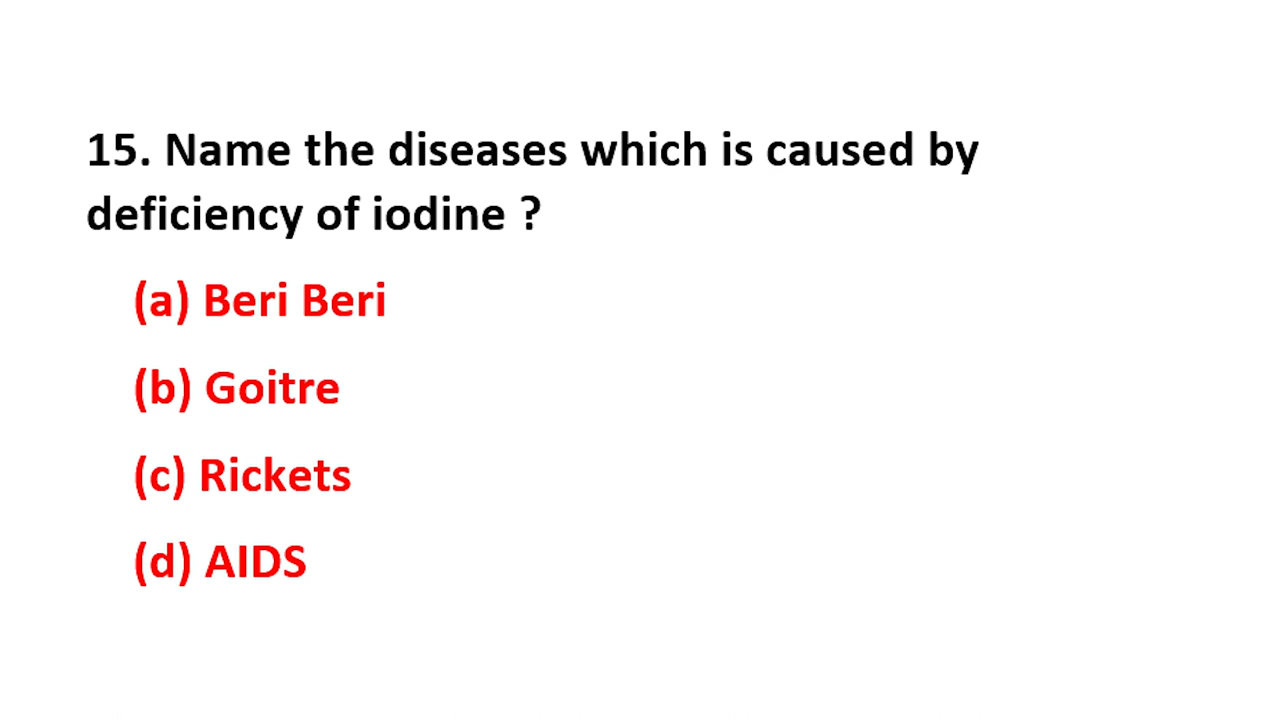 15. Name the diseases which is caused by
deficiency of iodine ?
(a) Beri Beri
(b) Goitre
(c) Rickets
(d) AIDS